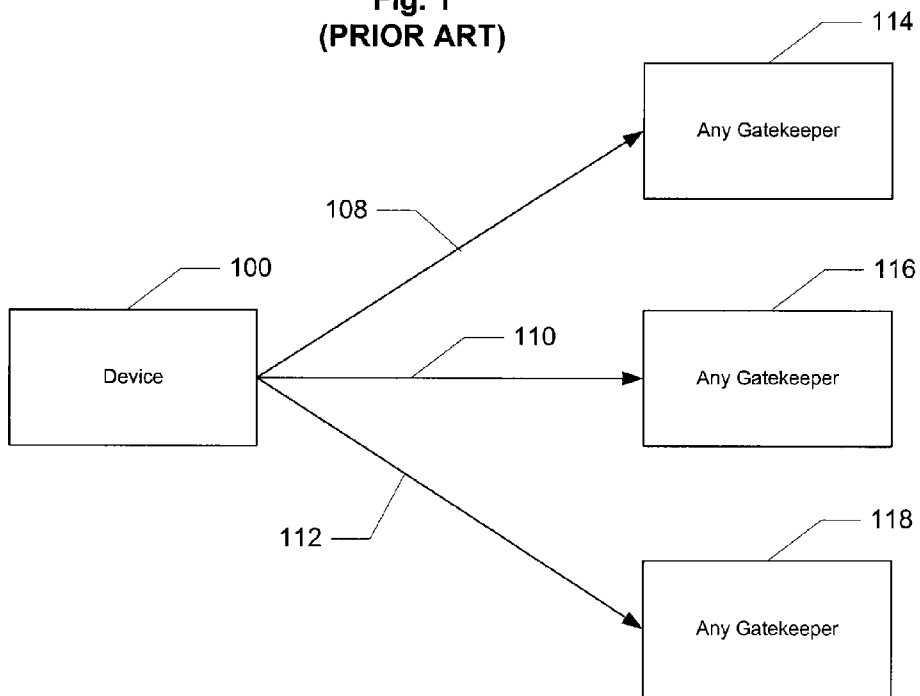 Fig. 1
(PRIOR ART)
114
Any Gatekeeper
108
100
116
Device
110
Any Gatekeeper
112
118
Any Gatekeeper